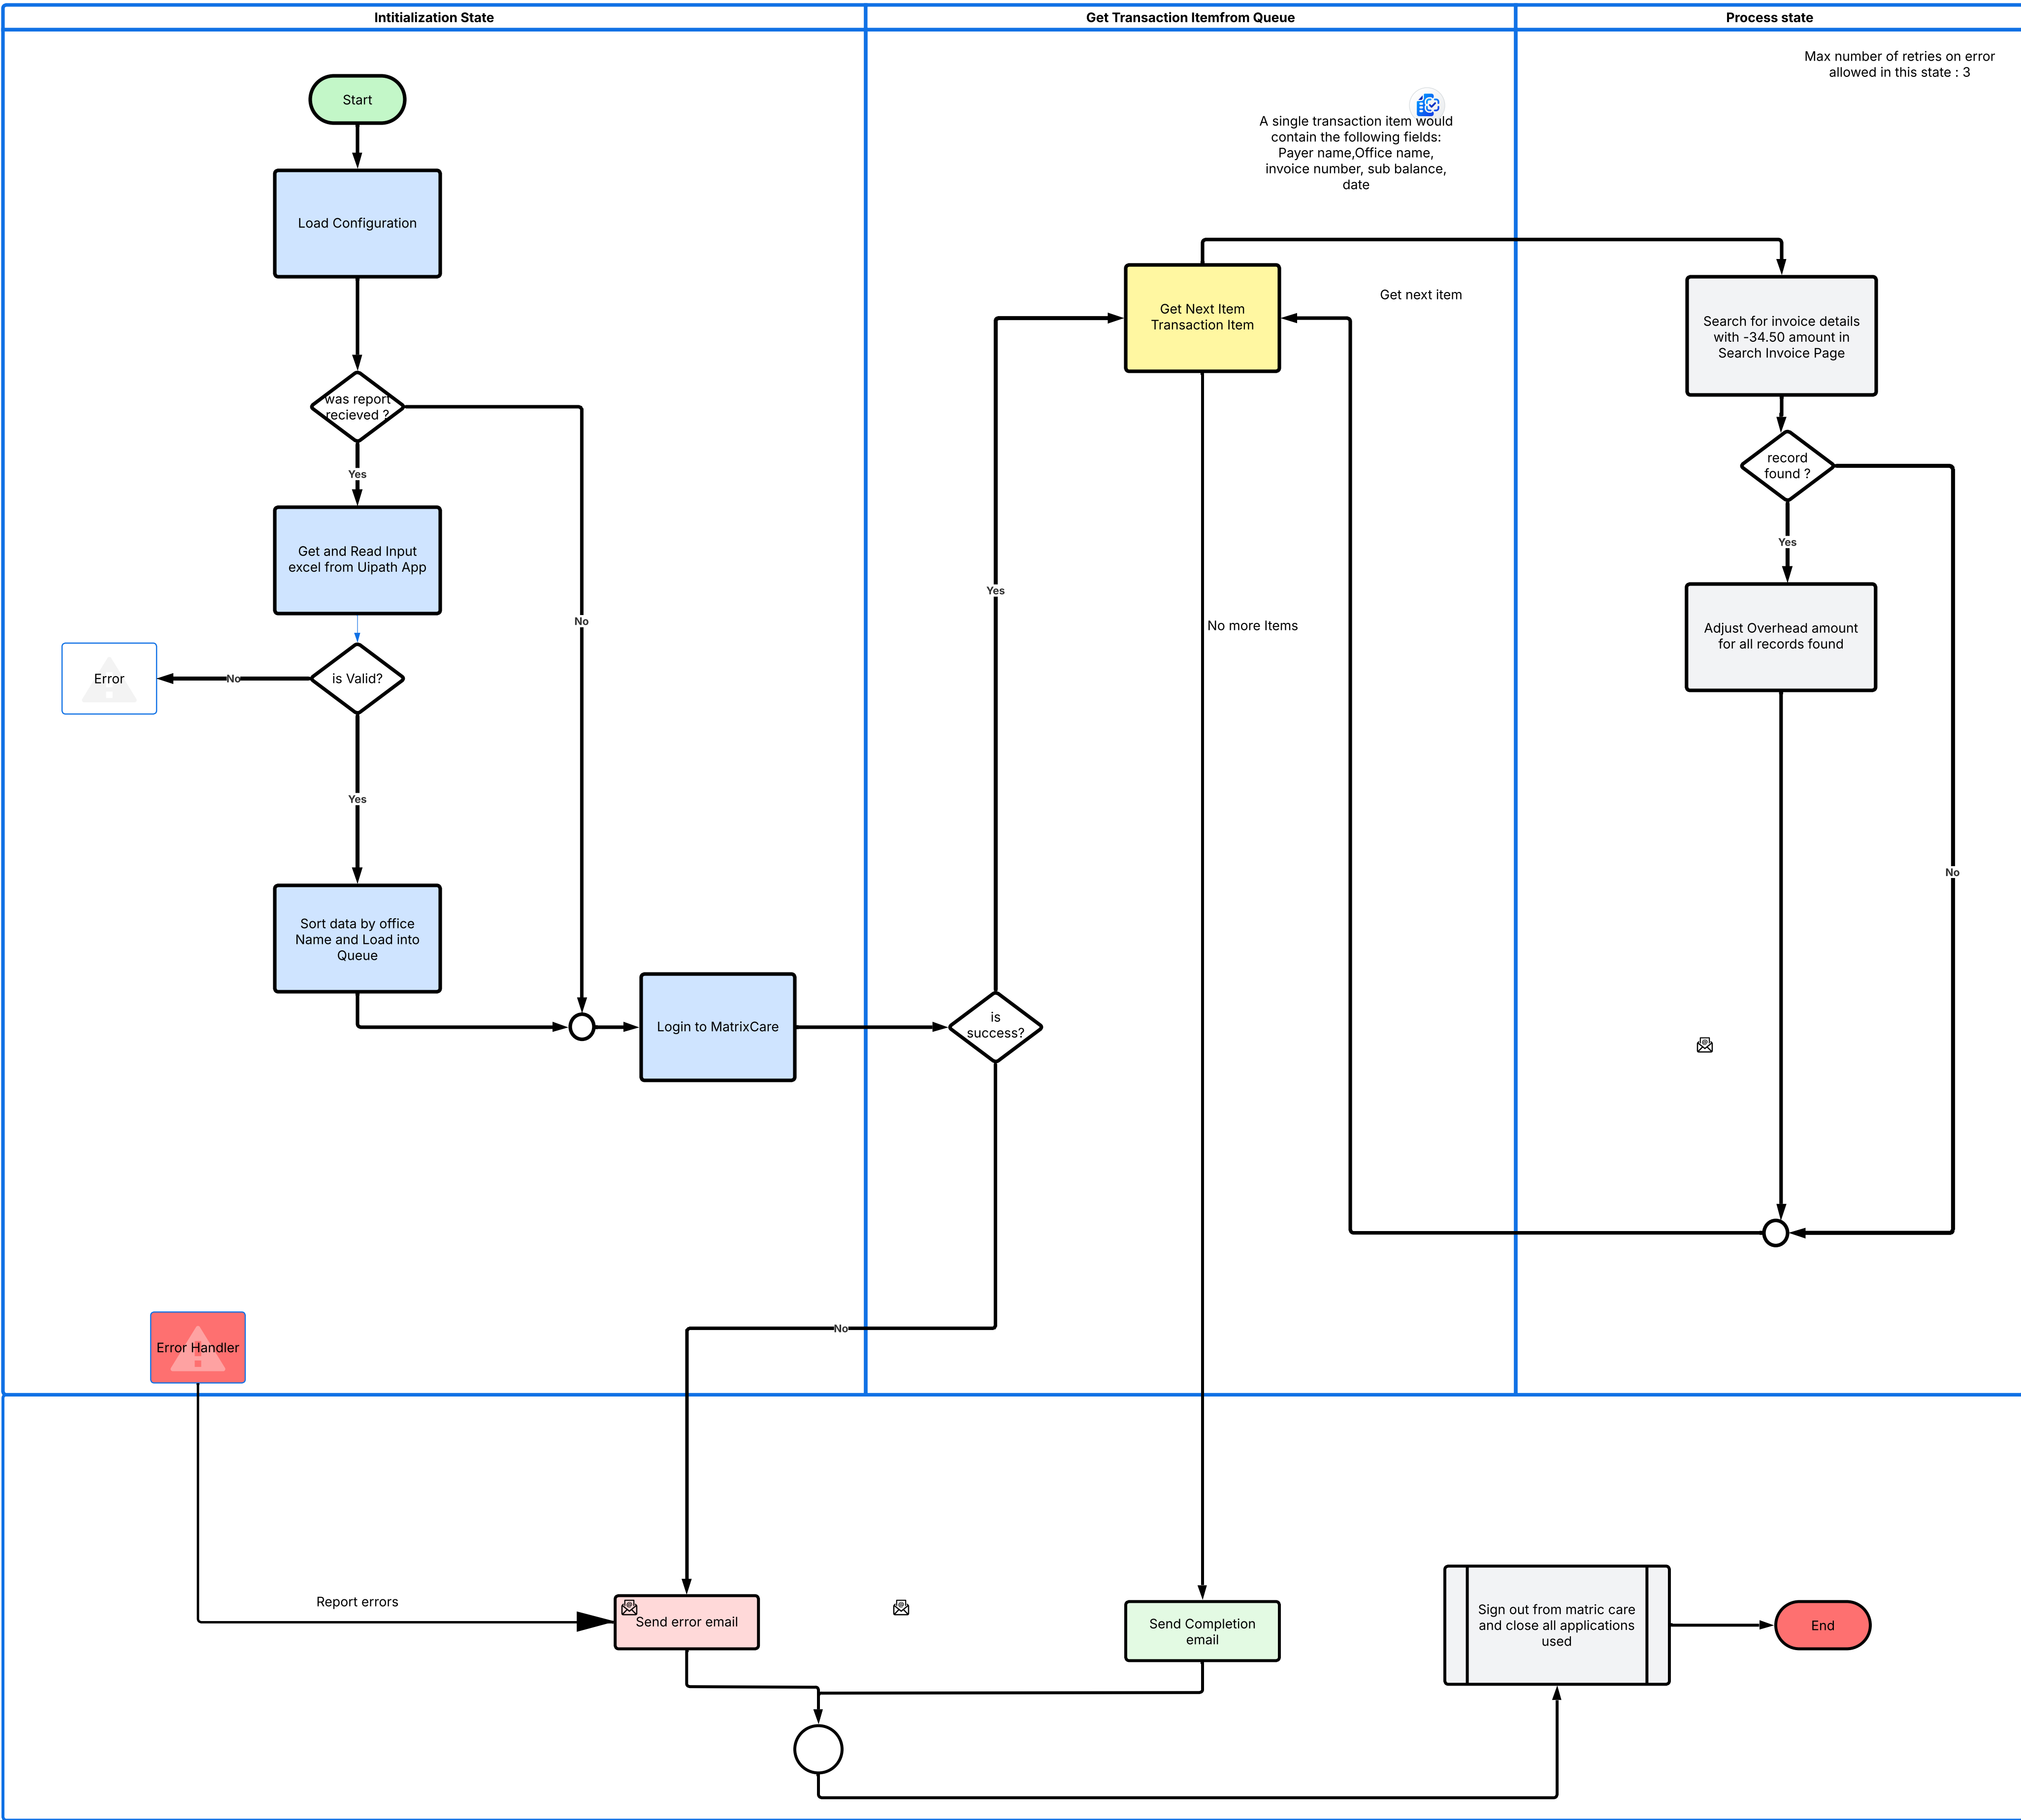 Intitialization State
Get Transaction Itemfrom Queue
Process state
Max number of retries on error
allowed in this state : 3
Start
A single transaction item would
contain the following fields:
Payer name,Office name,
invoice number, sub balance,
date
Load Configuration
Get next item
Get Next Item
Transaction Item
Search for invoice details
with -34.50 amount in
Search Invoice Page
was report
recieved ?
record
found ?
Yes
Yes
Get and Read Input
excel from Uipath App
Yes
No
No more Items
Adjust Overhead amount
for all records found
Error
No
is Valid?
Yes
No
Sort data by office
Name and Load into
Queue
Login to MatrixCare
is
success?
No
Error Handler
Report errors
Send error email
Send Completion
email
Sign out from matric care
and close all applications
used
End